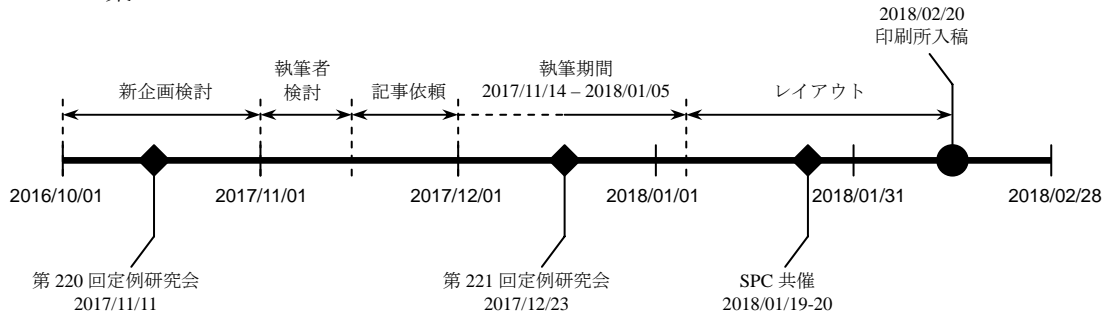 2018/02/20
印刷所入稿
新企画検討
執筆者
検討
記事依頼
執筆期間
2017/11/14 – 2018/01/05
レイアウト
2016/10/01
2017/11/01
2017/12/01
2018/01/01
2018/01/31
2018/02/28
第 220 回定例研究会
2017/11/11
第 221 回定例研究会
2017/12/23
SPC 共催
2018/01/19-20